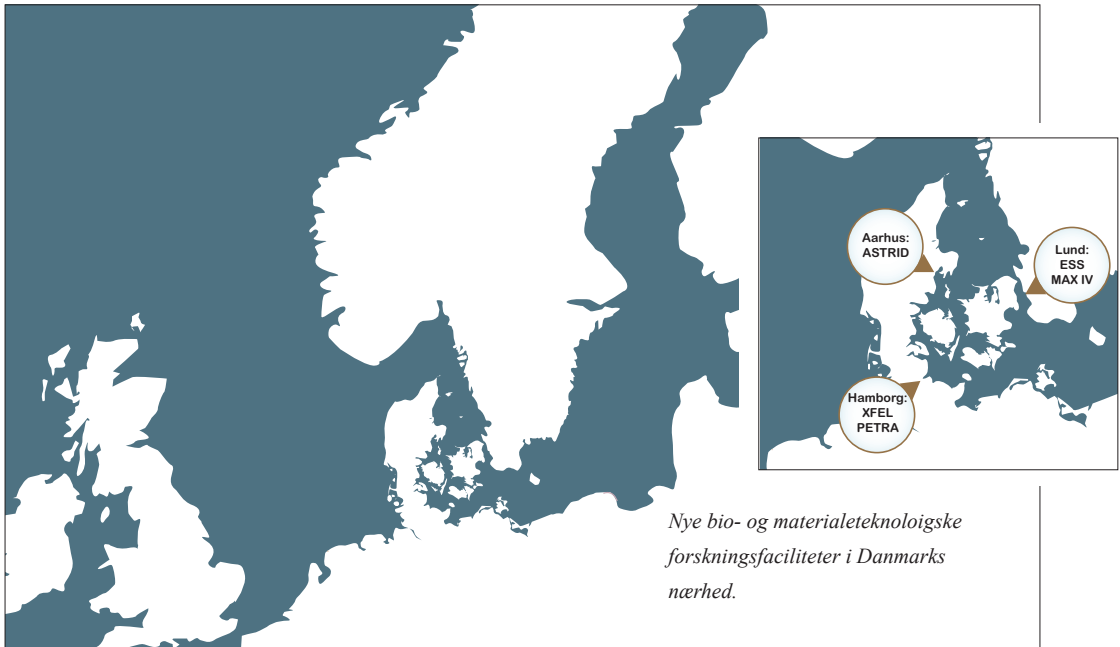 Aarhus:
ASTRID
Lund:
ESS
MAX IV
Hamborg:
XFEL
PETRA
Nye bio- og materialeteknoloigske
forskningsfaciliteter i Danmarks
nærhed.